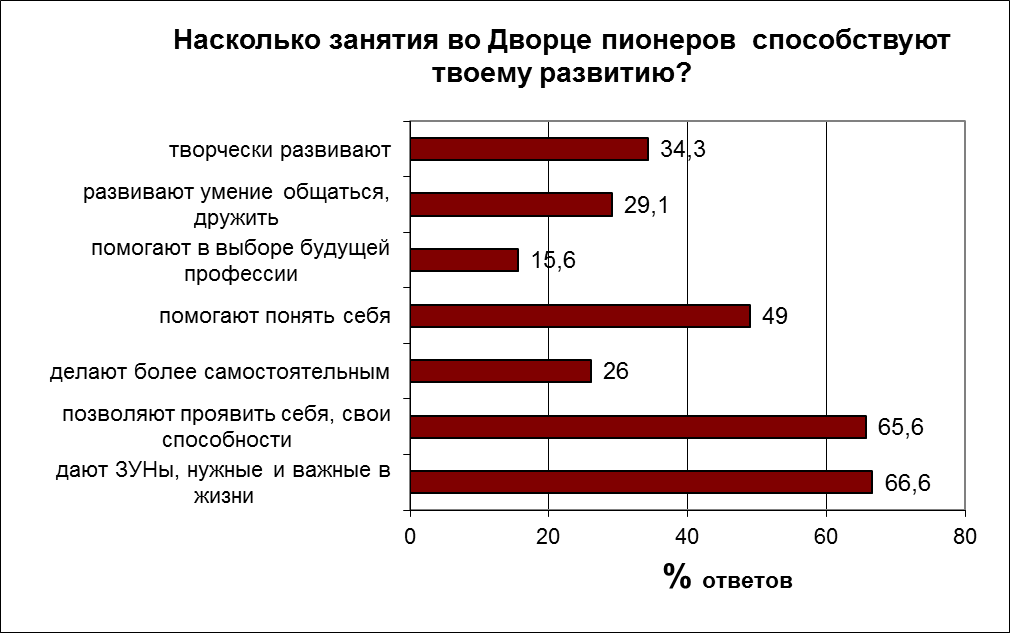 Насколько занятия во Дворце пионеров способствуют
твоему развитию?
творчески развивают
34,3
развивают умение общаться,
дружить
29,1
помогают в выборе будущей
профессии
15,6
помогают понять себя
49
делают более самостоятельным
26
позволяют проявить себя, свои
способности
65,6
дают ЗУНы, нужные и важные в
жизни
66,6
0 20 40 60 80
% ответов